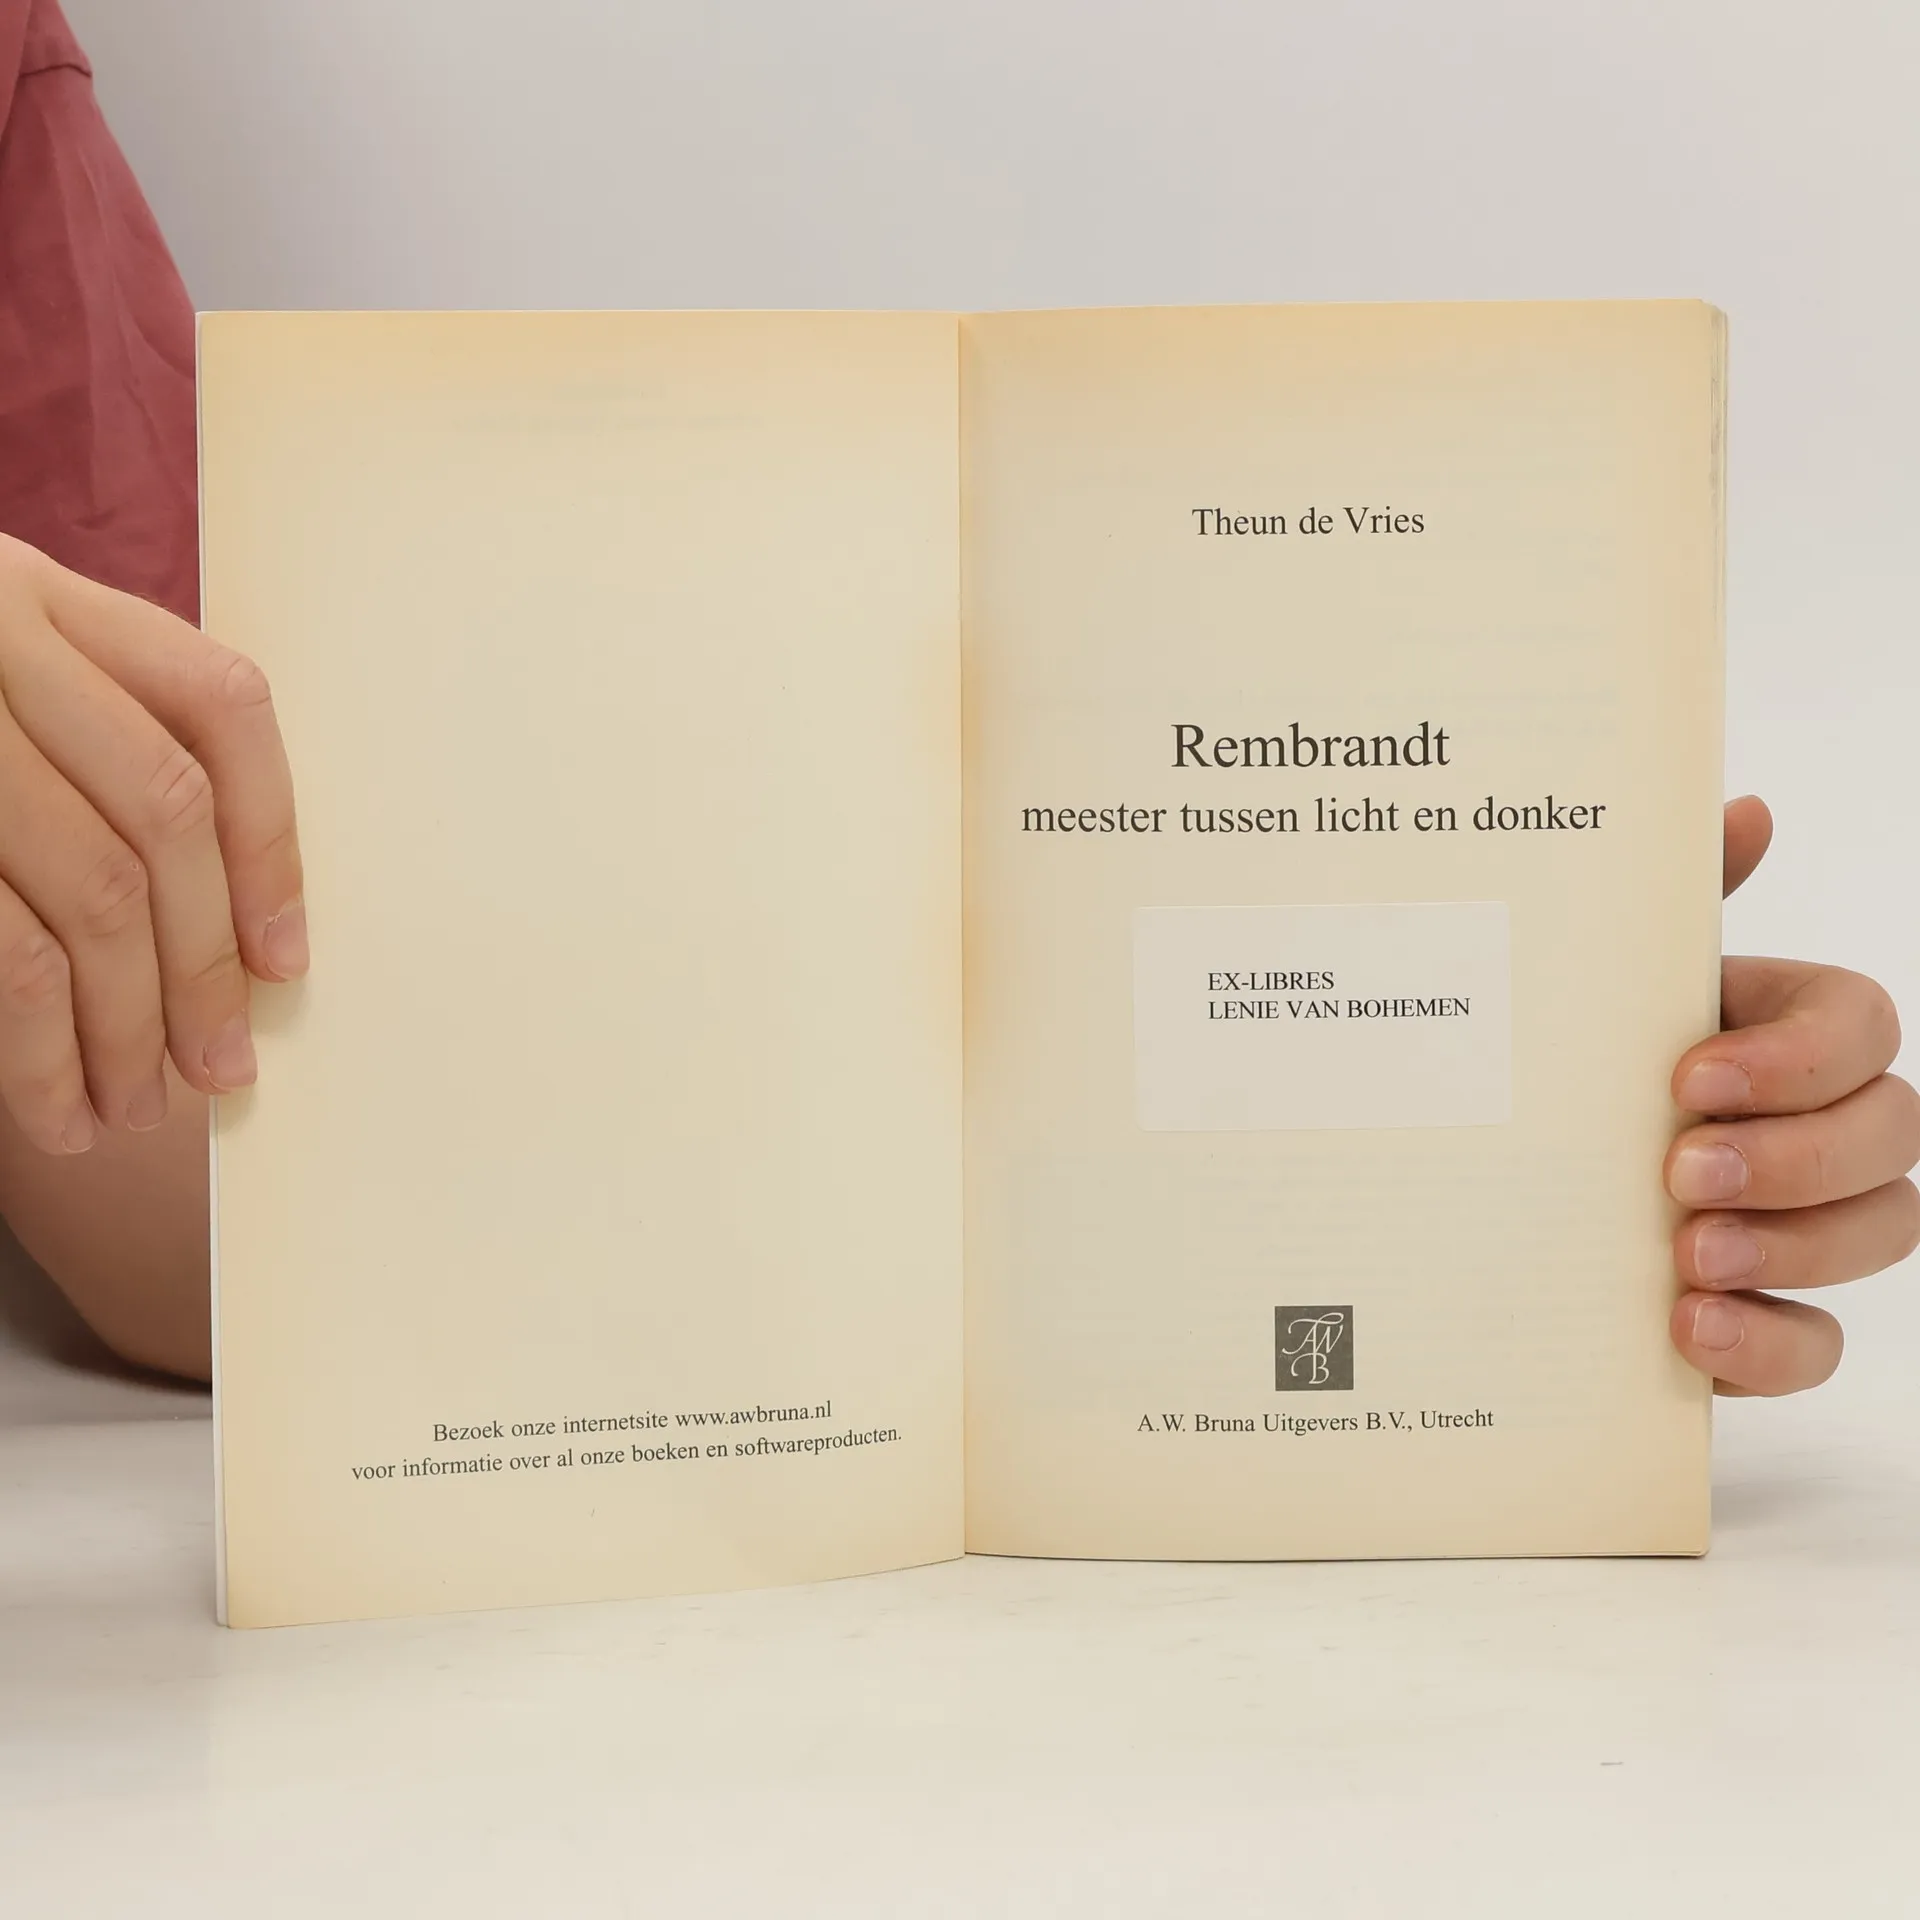 Bezoek onze internetsite www.awbruna.nl
voor informatie over al onze boeken en softwareproducten.
Theun de Vries
Rembrandt
meester tussen licht en donker
EX-LIBRES
LENIE VAN BOHEMEN
AW
B
A.W. Bruna Uitgevers B.V., Utrecht